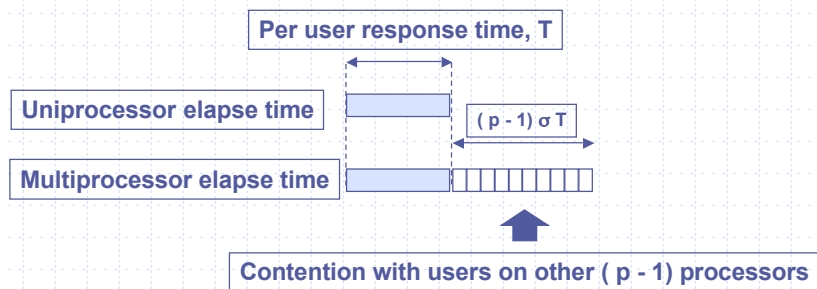 Per user response time, T
Uniprocessor elapse time
( p - 1) σ T
Multiprocessor elapse time
Contention with users on other ( p - 1) processors